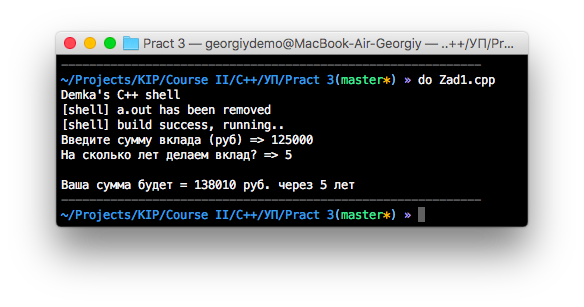 Pract 3 — georgiydemo@MacBook-Air-Georgiy — ..++/УП/Pr...
~/Projects/KIP/Course II/C++/УП/Pract 3(master*) » do Zad1.cpp
Demka's C++ shell
[shell] a.out has been removed
[shell] build success, running..
Введите сумму вклада (руб) => 125000
На сколько лет делаем вклад? => 5
Ваша сумма будет = 138010 руб. через 5 лет
~/Projects/KIP/Course II/C++/УП/Pract 3(master*) »